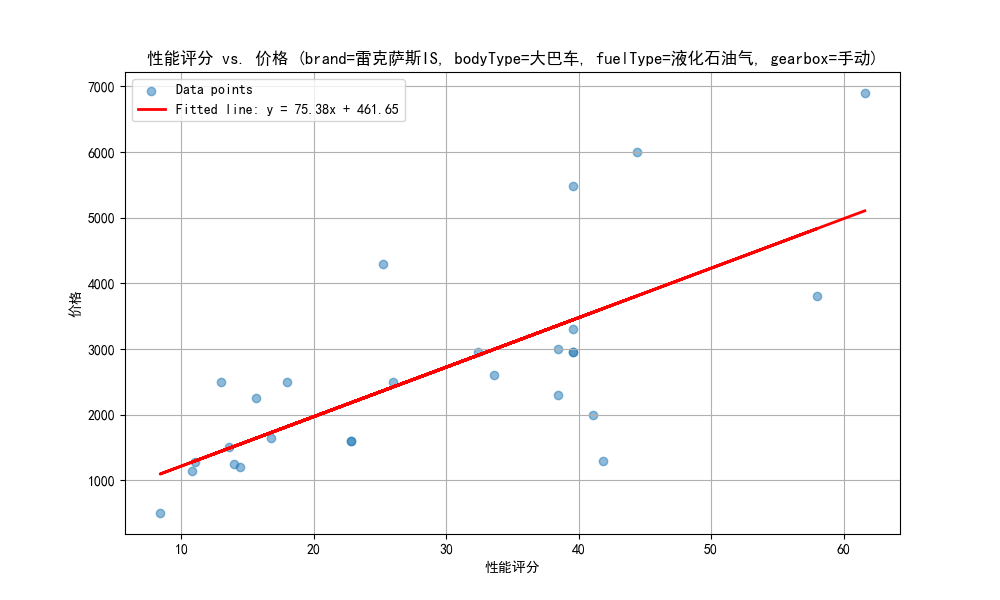 性能评分 vs. 价格 (brand=雷克萨斯IS, bodyType=大巴车, fuelType=液化石油气, gearbox=手动)
Data points
Fitted line: y = 75.38x + 461.65
7000
6000
5000
4000
3000
2000
1000
价格
10 20 30 40 50 60
性能评分